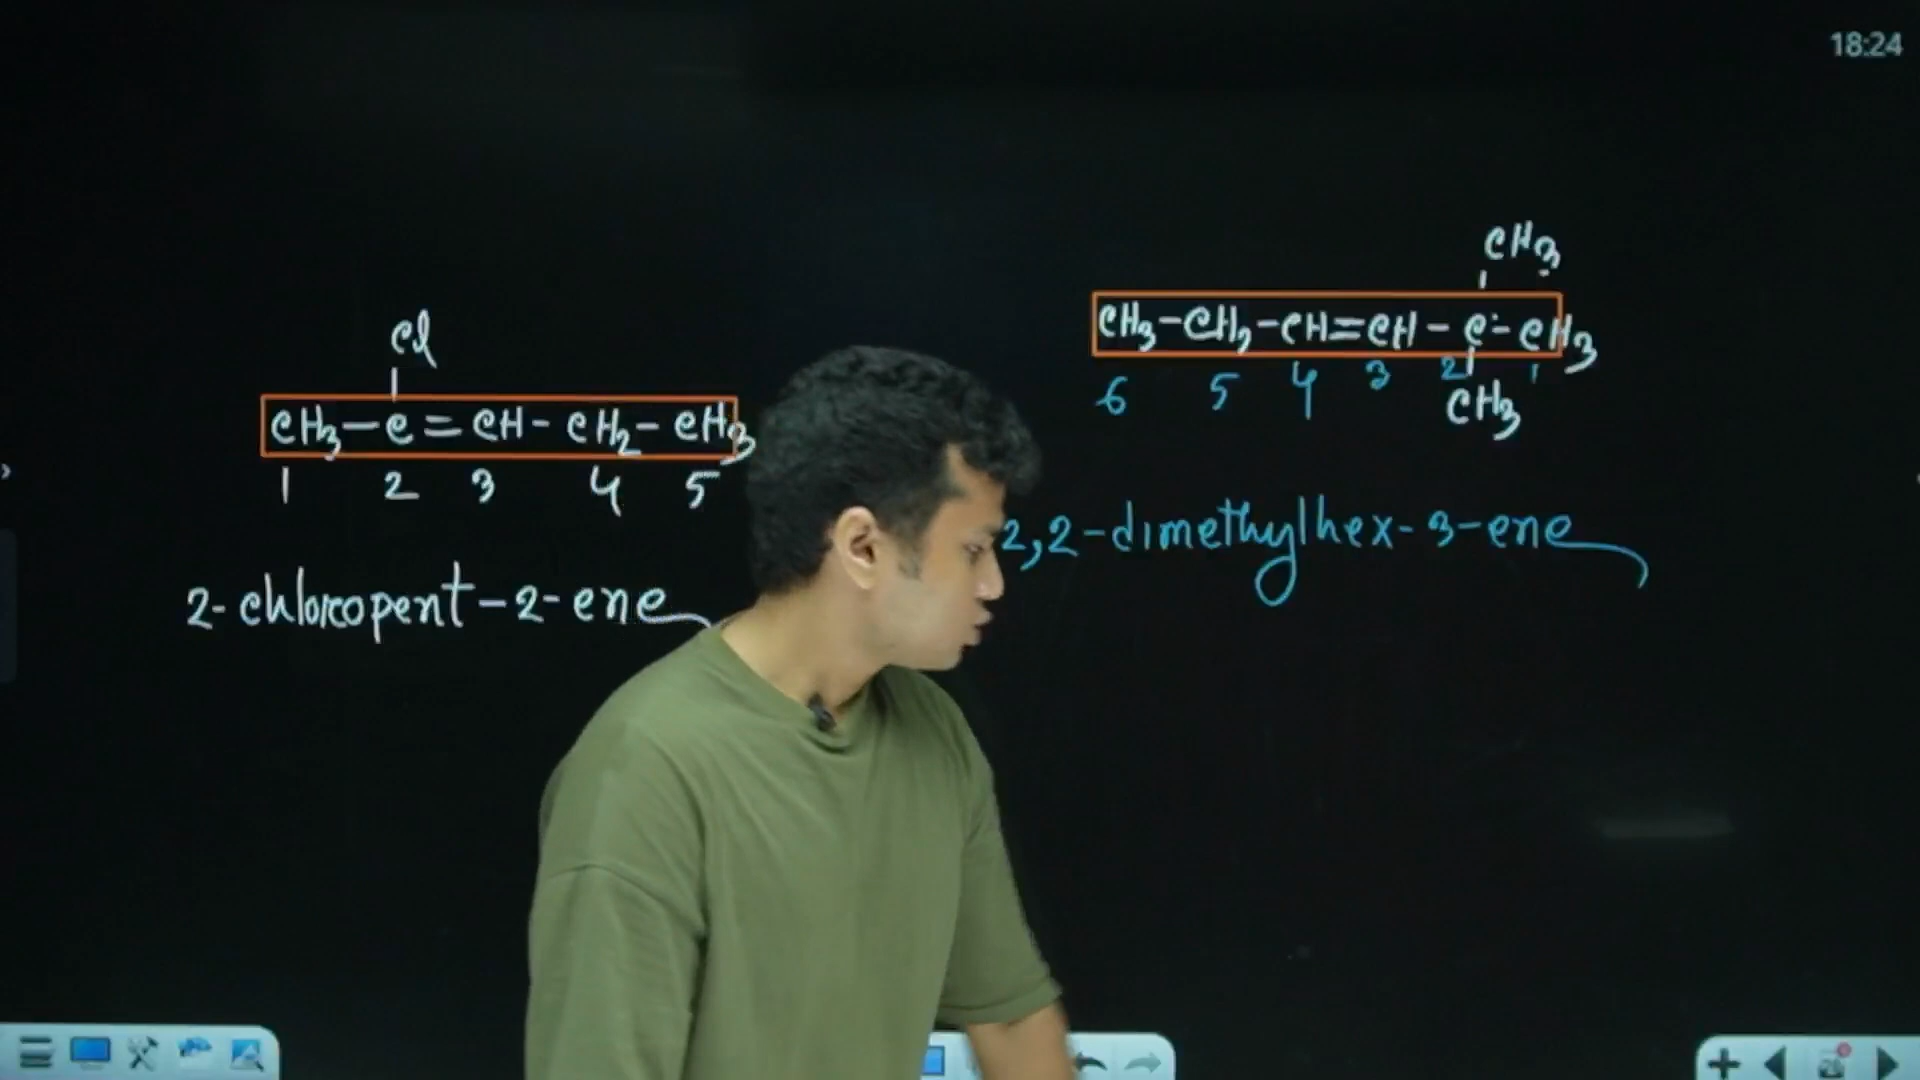 18:24
Cl
CH3-C=CH-CH2-CH3
1 2 3 4 5
2-chloropent-2-ene
CH3
CH3-CH2-CH=CH-C-CH3
6 5 4 3 2 1
CH3
2,2-dimethylhex-3-ene